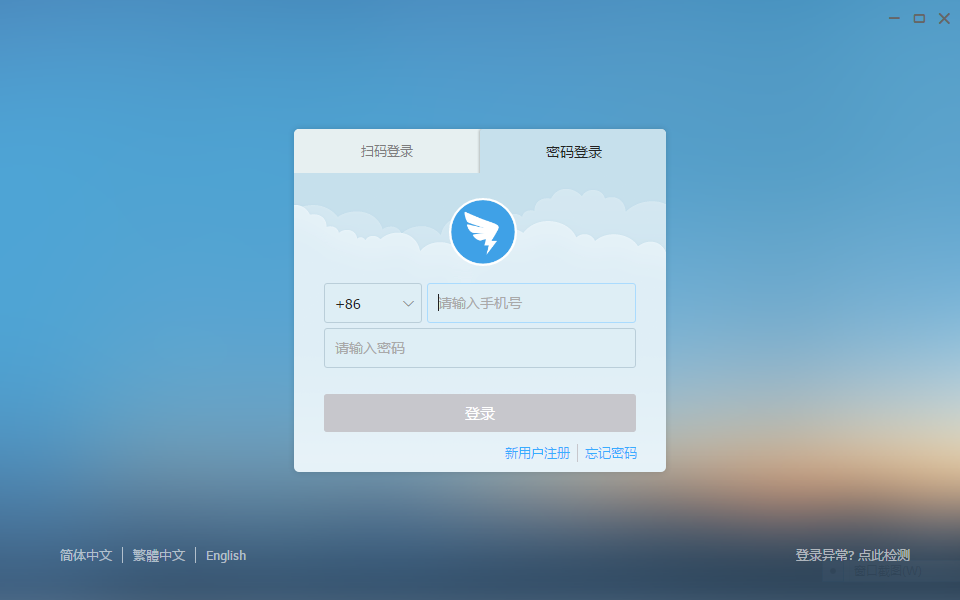 扫码登录 密码登录
+86 请输入手机号
请输入密码
登录
新用户注册 忘记密码
简体中文 繁體中文 English 登录异常? 点此检测